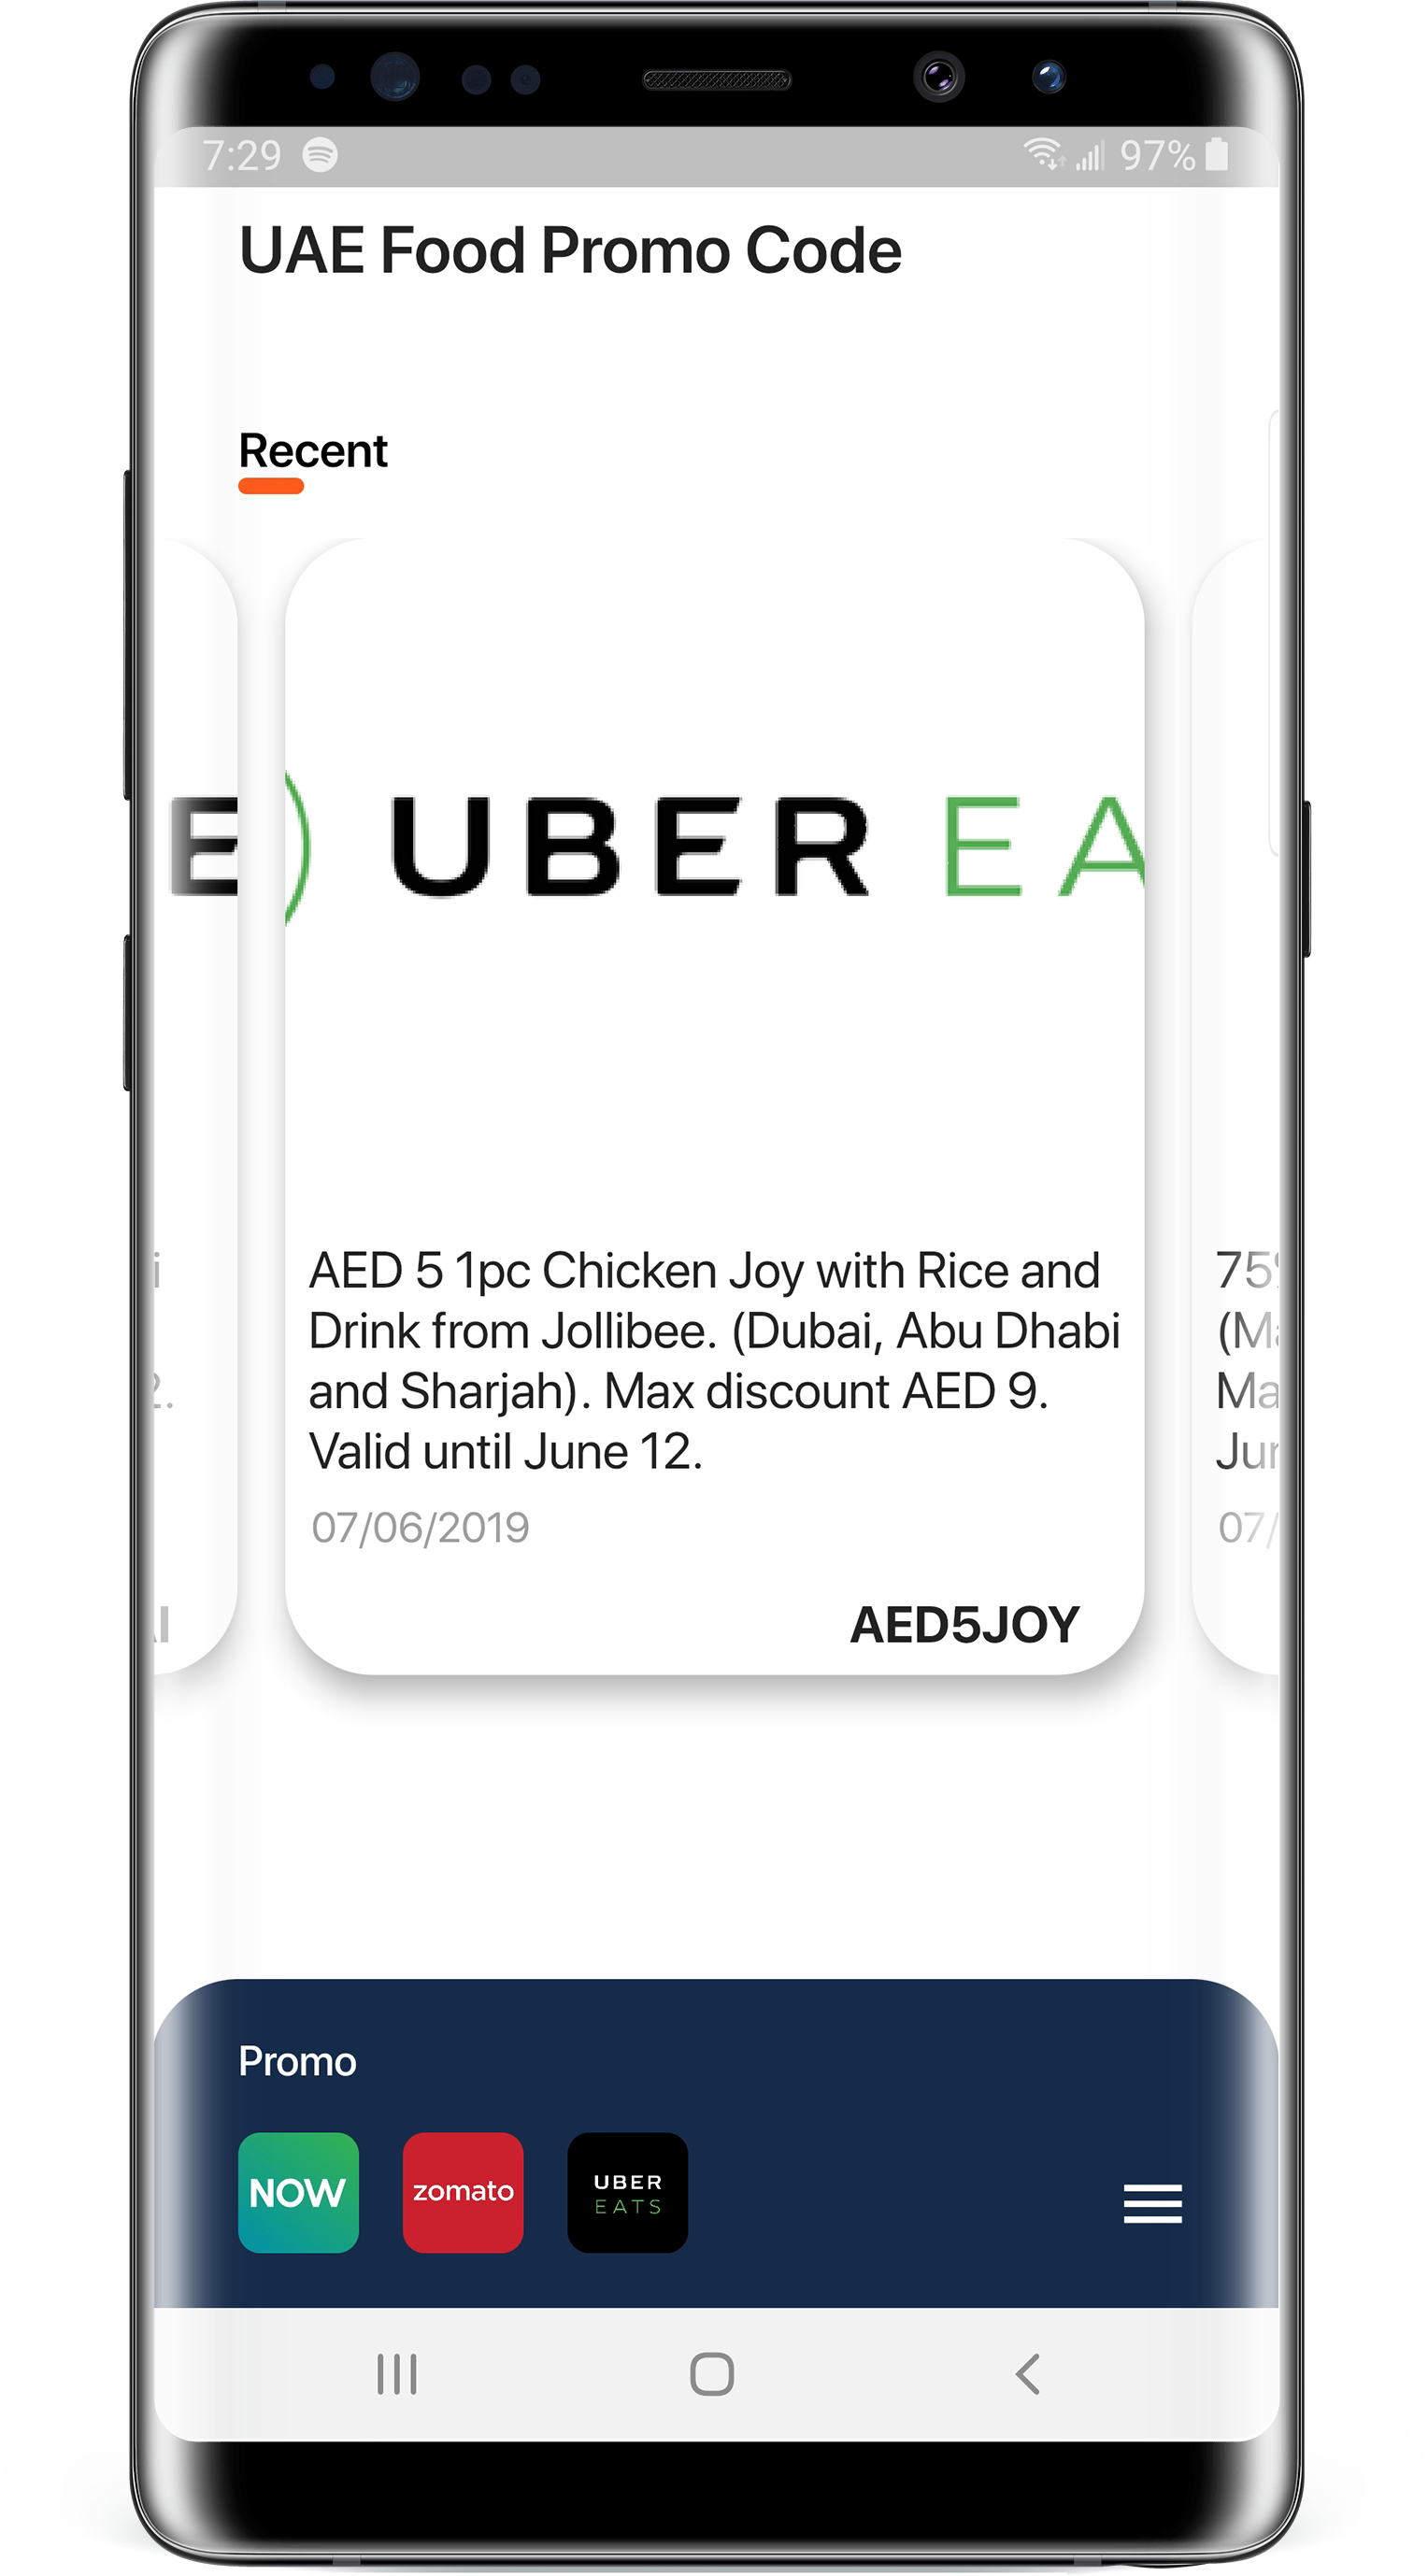 7:29 97%
UAE Food Promo Code
Recent
UBER EA
AED 5 1pc Chicken Joy with Rice and
Drink from Jollibee. (Dubai, Abu Dhabi
and Sharjah). Max discount AED 9.
Valid until June 12.
07/06/2019
AED5JOY
Promo
NOW
zomato
UBER
EATS